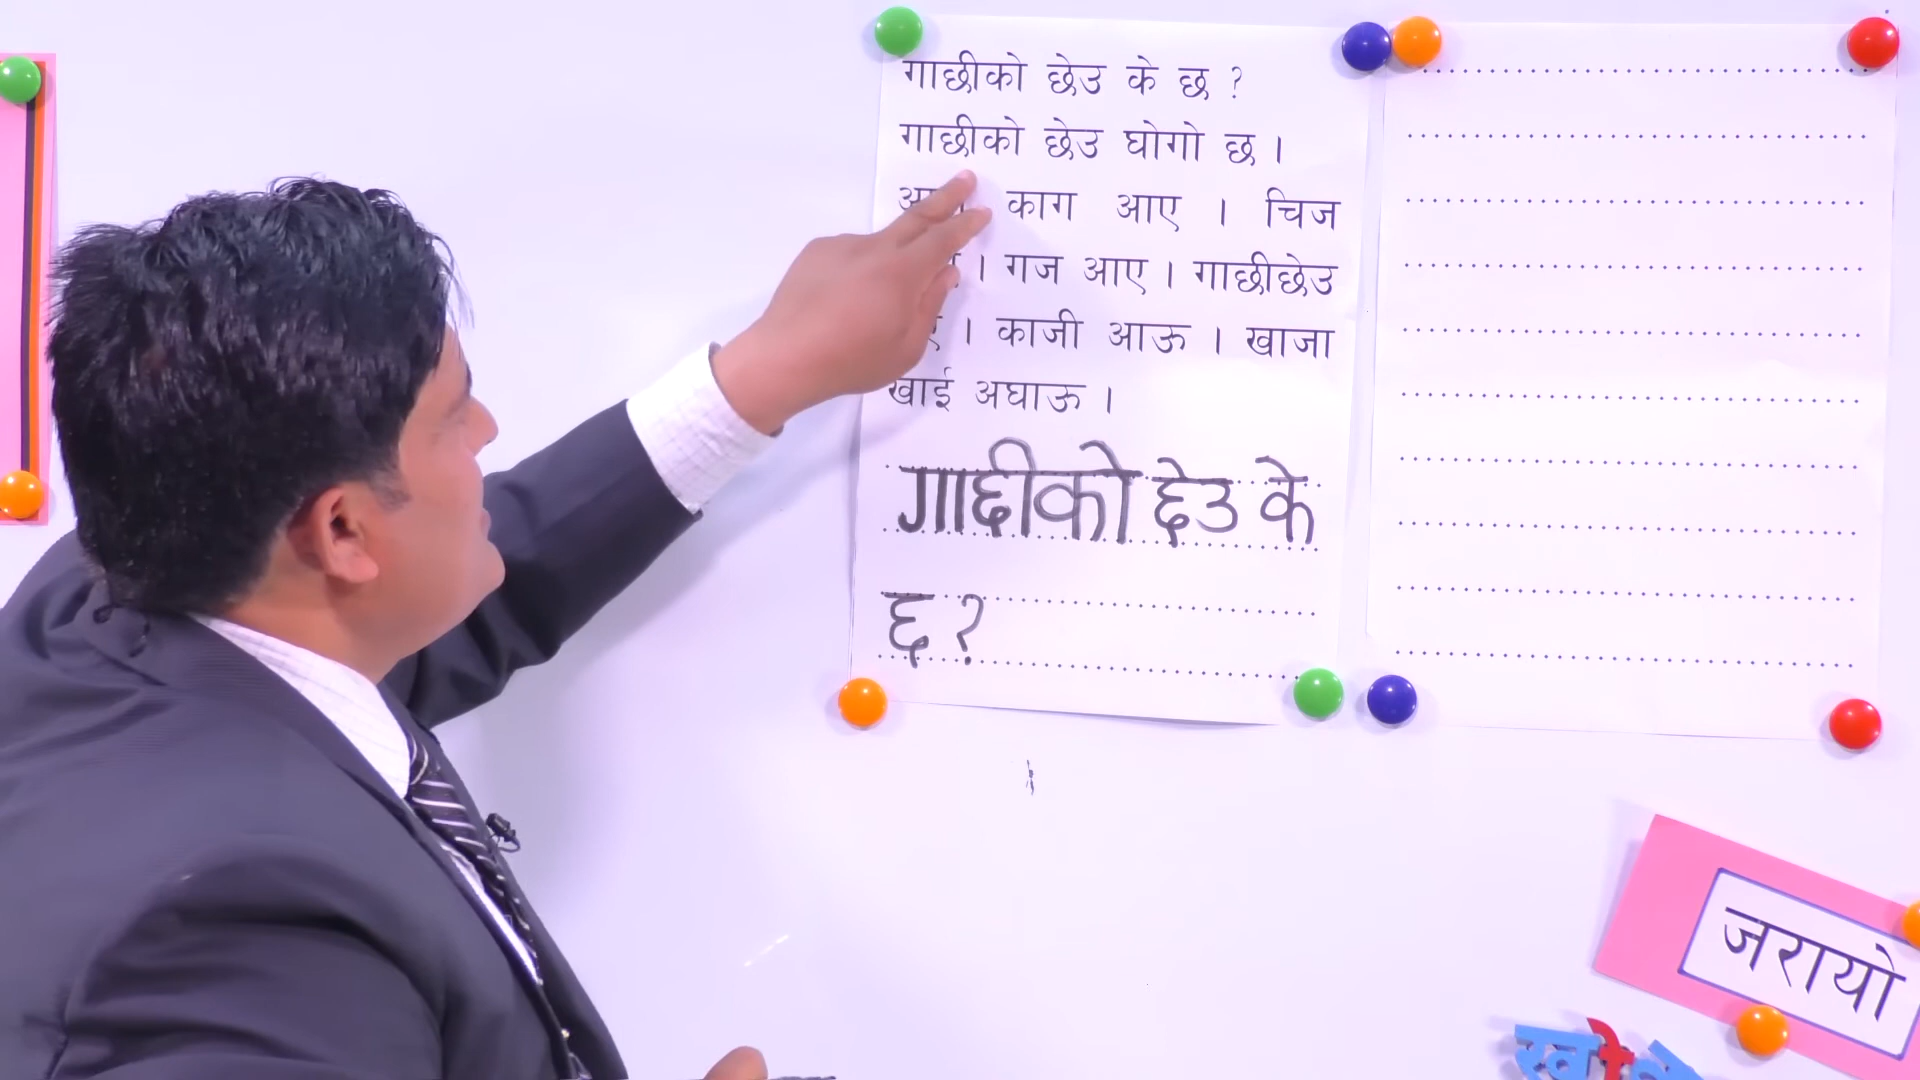 गाछीको छेउ के छ ?
गाछीको छेउ घोगो छ ।
काग आए । चिज
। गज आए । गाछीछेउ
। काजी आऊ । खाजा
खाई अघाऊ ।
गाछीको छेउ के
छ ?
जरायो